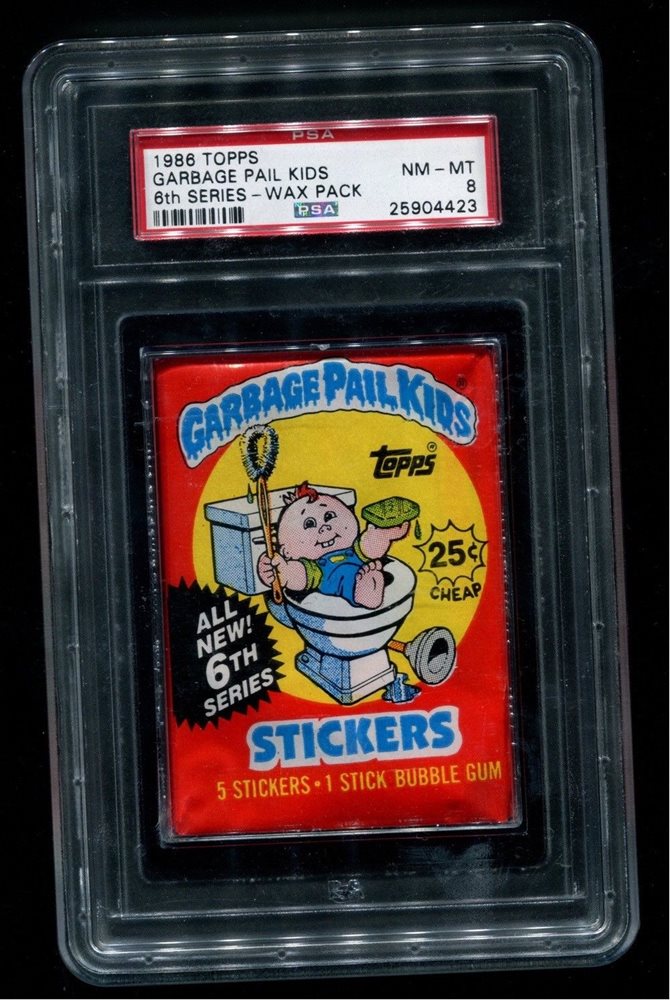 PSA
1986 TOPPS
GARBAGE PAIL KIDS
6th SERIES - WAX PACK
NM - MT
8
PSA
25904423
GARBAGE PAIL KIDS®
topps®
25¢
CHEAP
ALL
NEW!
6TH
SERIES
STICKERS
5 STICKERS • 1 STICK BUBBLE GUM
PSA